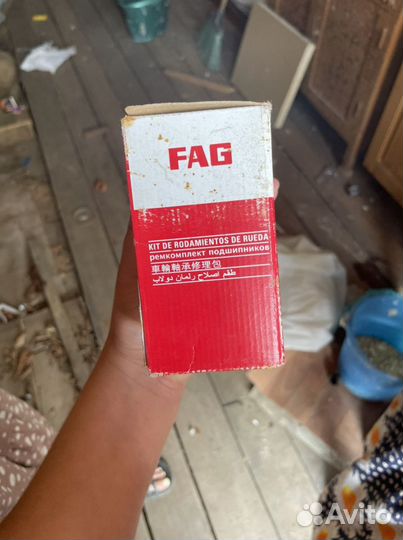 FAG
KIT DE RODAMIENTOS DE RUEDA
ремкомплект подшипников
車輪軸承修理包
طقم اصلاح رلمان دولاب
Avito